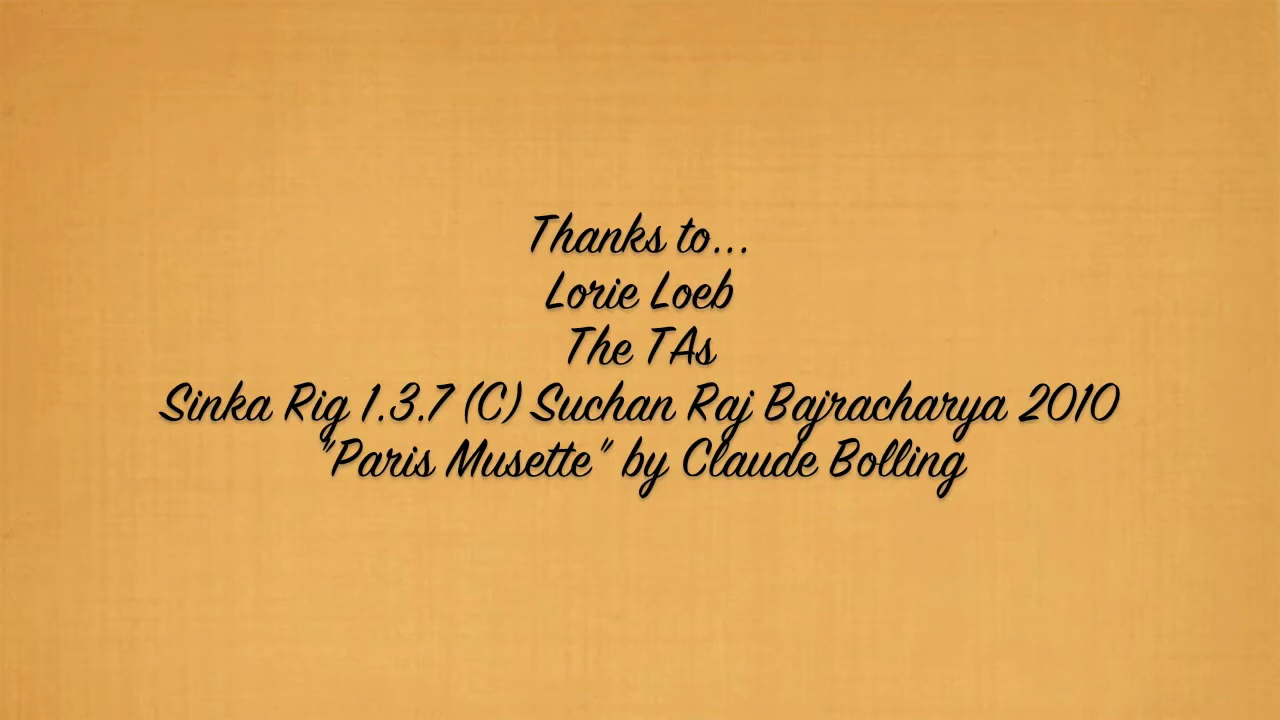 Thanks to...
Lorie Loeb
The TAs
Sinka Rig 1.3.7 (C) Suchan Raj Bajracharya 2010
"Paris Musette" by Claude Bolling